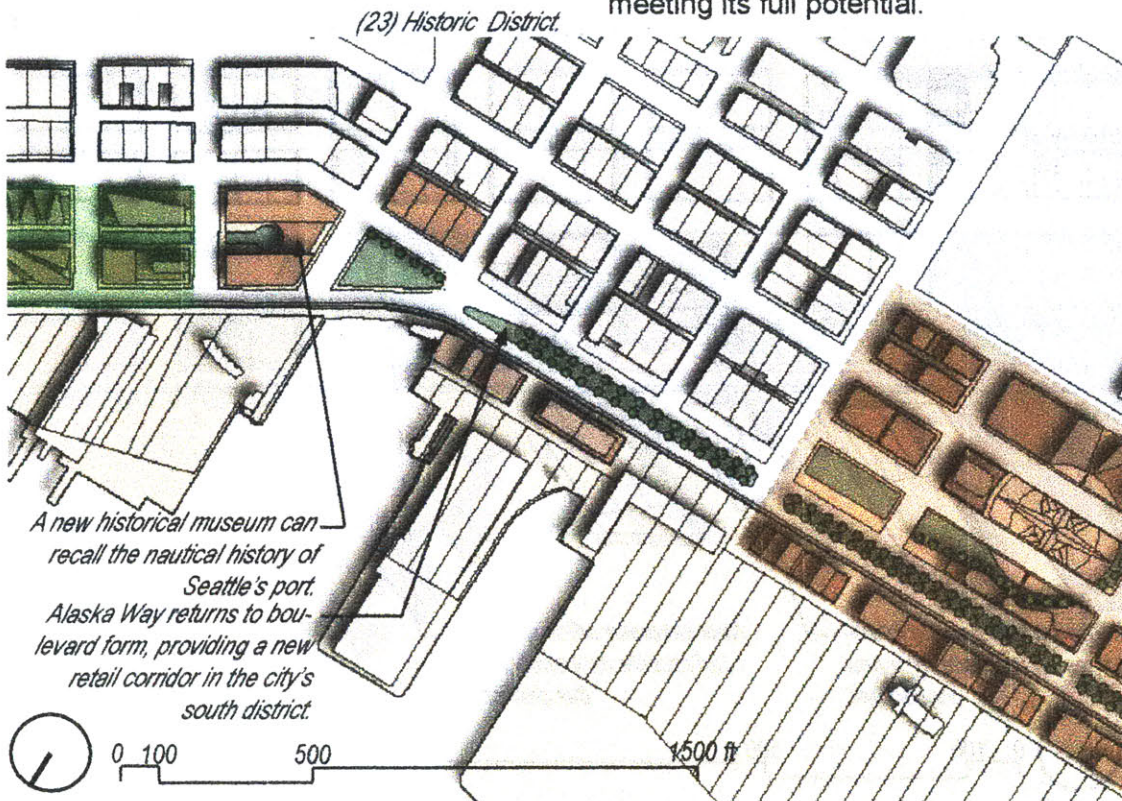 meeting its full potential.
(23) Historic District.
A new historical museum can
recall the nautical history of
Seattle's port.
Alaska Way returns to bou-
levard form, providing a new
retail corridor in the city's
south district.
0 100 500 1500 ft